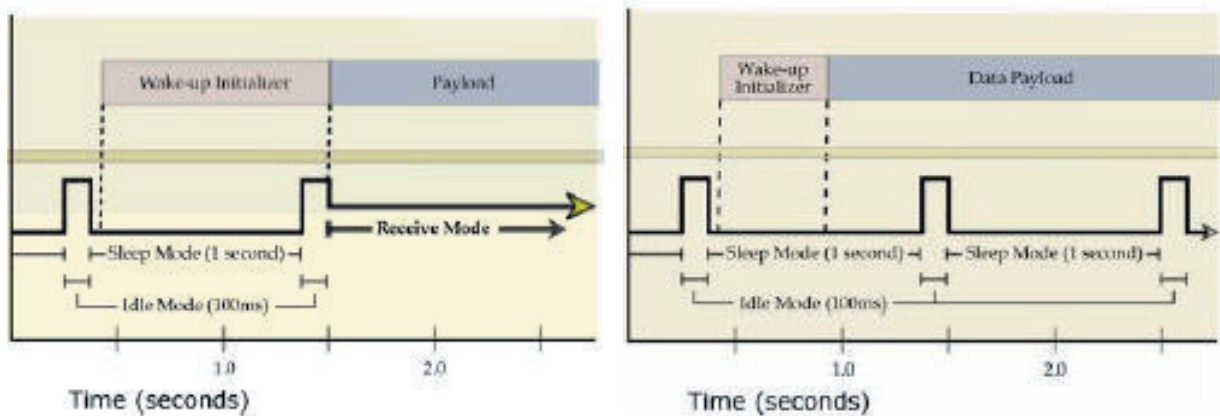 Wake-up Initializer
Payload
Receive Mode
Sleep Mode (1 second)
Idle Mode (100ms)
1.0
2.0
Time (seconds)
Wake-up
Initializer
Data Payload
Sleep Mode (1 second)
Sleep Mode (1 second)
Idle Mode (100ms)
1.0
2.0
Time (seconds)